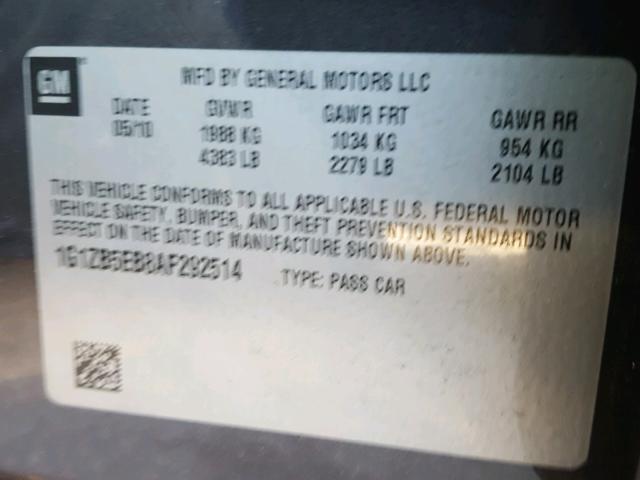 GM
MFD BY GENERAL MOTORS LLC
DATE GVWR GAWR FRT GAWR RR
05/10 1988 KG 1034 KG 954 KG
4383 LB 2279 LB 2104 LB
THIS VEHICLE CONFORMS TO ALL APPLICABLE U.S. FEDERAL MOTOR
VEHICLE SAFETY, BUMPER, AND THEFT PREVENTION STANDARDS IN
EFFECT ON THE DATE OF MANUFACTURE SHOWN ABOVE.
1G1ZB5EB8AF292514 TYPE: PASS CAR